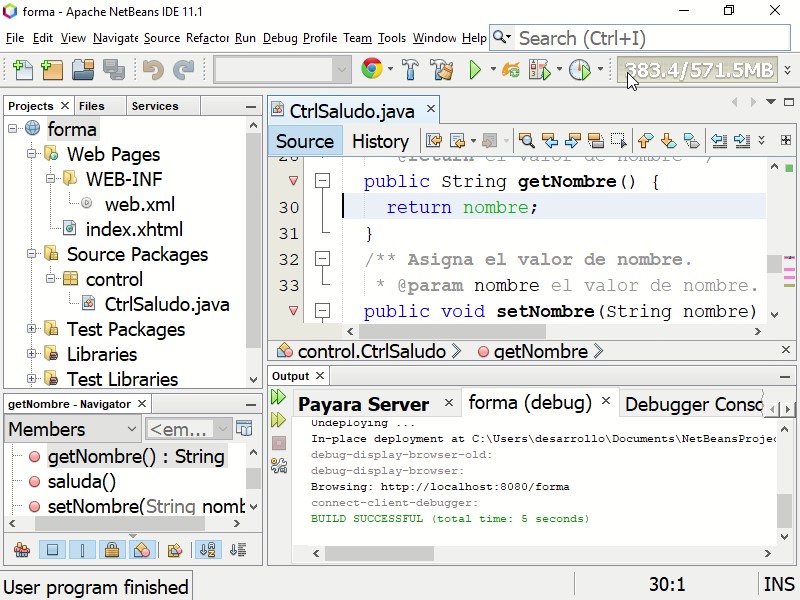 forma - Apache NetBeans IDE 11.1
File Edit View Navigate Source Refactor Run Debug Profile Team Tools Window Help Search (Ctrl+I)
383.4/571.5MB
Projects Files Services
forma
Web Pages
WEB-INF
web.xml
index.xhtml
Source Packages
control
CtrlSaludo.java
Test Packages
Libraries
Test Libraries
getNombre - Navigator
Members <em...
getNombre() : String
saluda()
setNombre(String nomb
CtrlSaludo.java
Source History
@return el valor de nombre */
public String getNombre() {
30 return nombre;
31 }
32 /** Asigna el valor de nombre.
33 * @param nombre el valor de nombre.
public void setNombre(String nombre)
control.CtrlSaludo getNombre
Output
Payara Server forma (debug) Debugger Conso
Undeploying ...
In-place deployment at C:\Users\desarrollo\Documents\NetBeansProjec
debug-display-browser-old:
debug-display-browser:
Browsing: http://localhost:8080/forma
connect-client-debugger:
BUILD SUCCESSFUL (total time: 5 seconds)
User program finished 30:1 INS